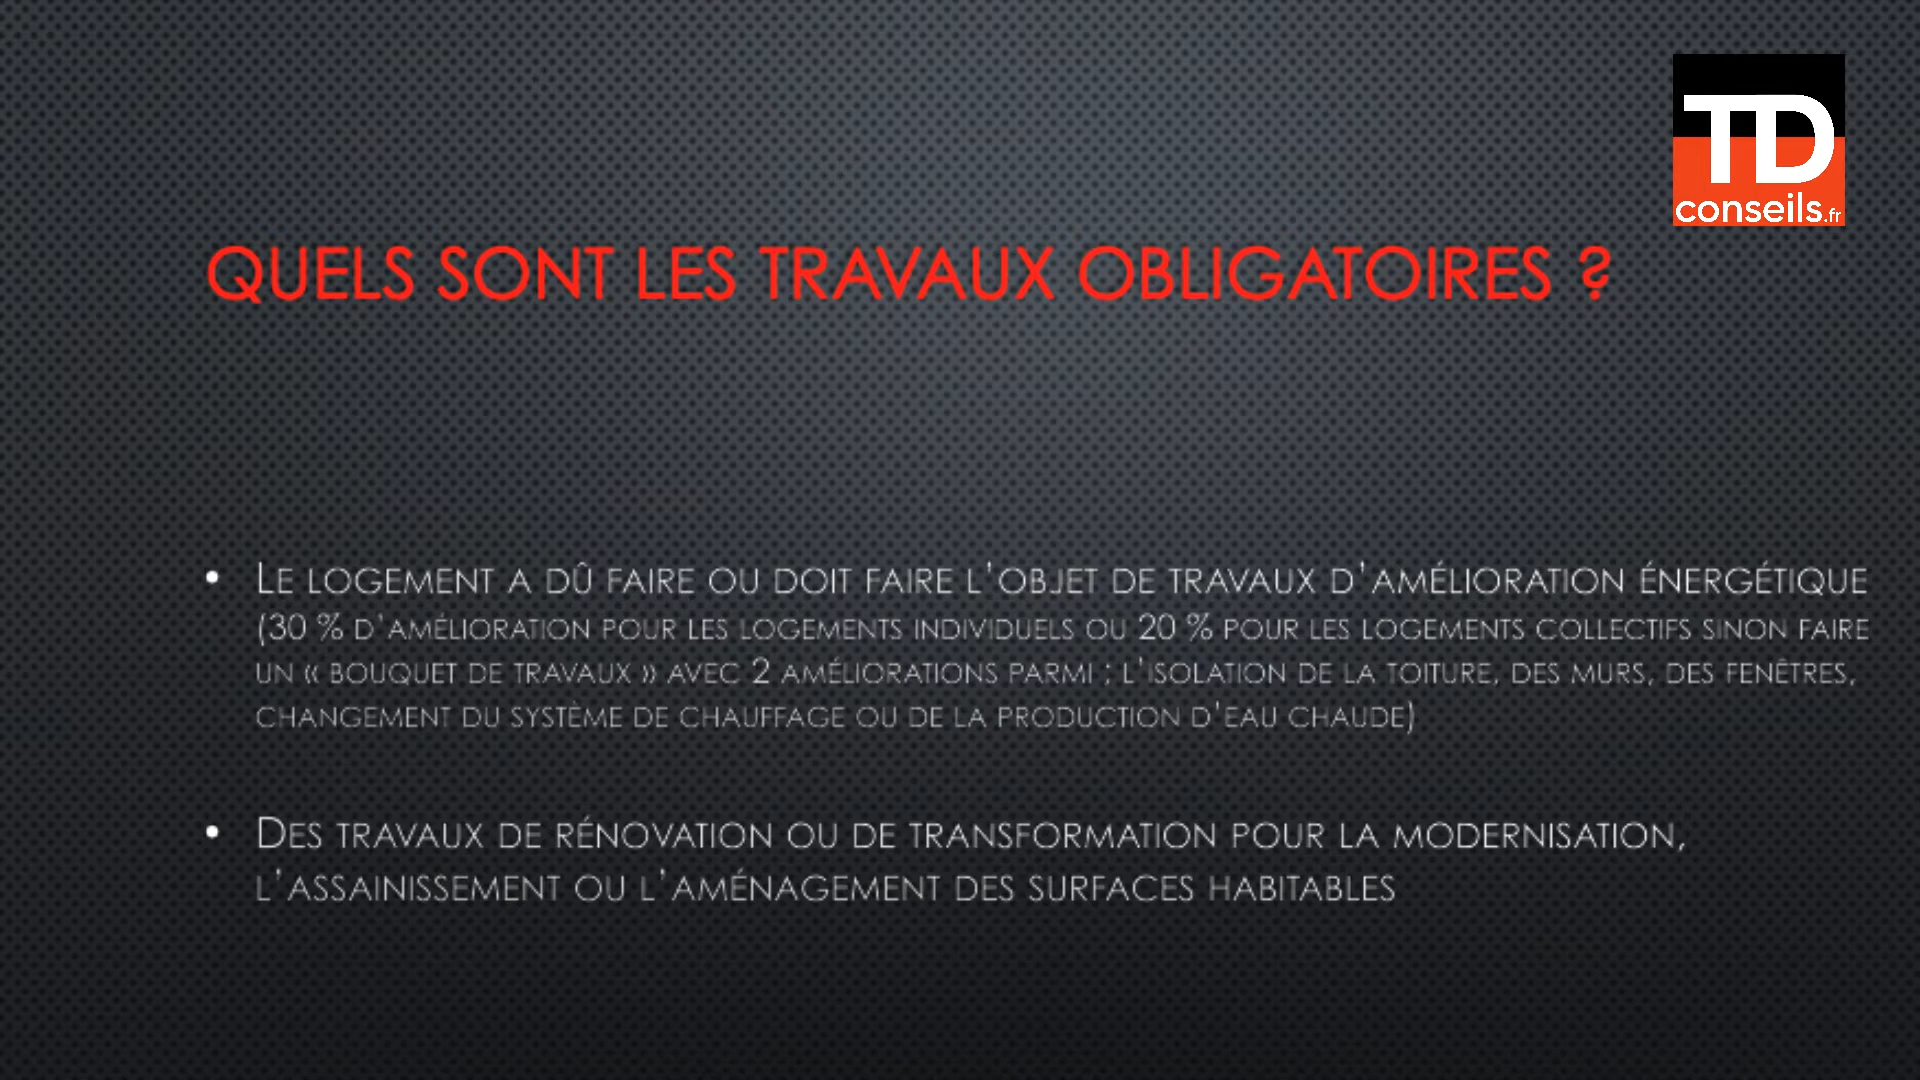 TD
conseils.fr
QUELS SONT LES TRAVAUX OBLIGATOIRES ?
• LE LOGEMENT A DÛ FAIRE OU DOIT FAIRE L’OBJET DE TRAVAUX D’AMÉLIORATION ÉNERGÉTIQUE
(30 % D’AMÉLIORATION POUR LES LOGEMENTS INDIVIDUELS OU 20 % POUR LES LOGEMENTS COLLECTIFS SINON FAIRE
UN « BOUQUET DE TRAVAUX » AVEC 2 AMÉLIORATIONS PARMI ; L’ISOLATION DE LA TOITURE, DES MURS, DES FENÊTRES,
CHANGEMENT DU SYSTÈME DE CHAUFFAGE OU DE LA PRODUCTION D’EAU CHAUDE)
• DES TRAVAUX DE RÉNOVATION OU DE TRANSFORMATION POUR LA MODERNISATION,
L’ASSAINISSEMENT OU L’AMÉNAGEMENT DES SURFACES HABITABLES